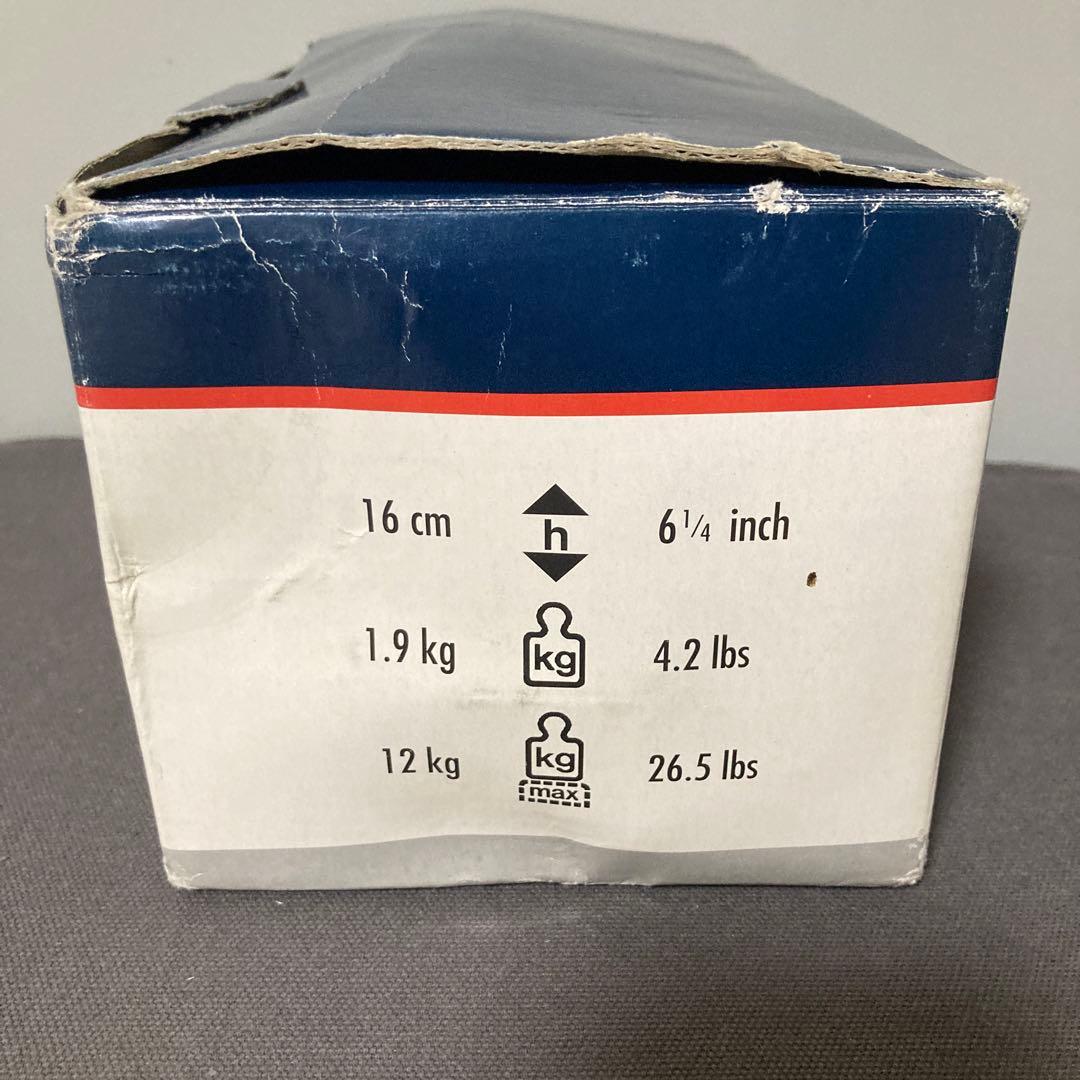 16 cm h 6 1/4 inch
1.9 kg kg 4.2 lbs
12 kg kg 26.5 lbs
max